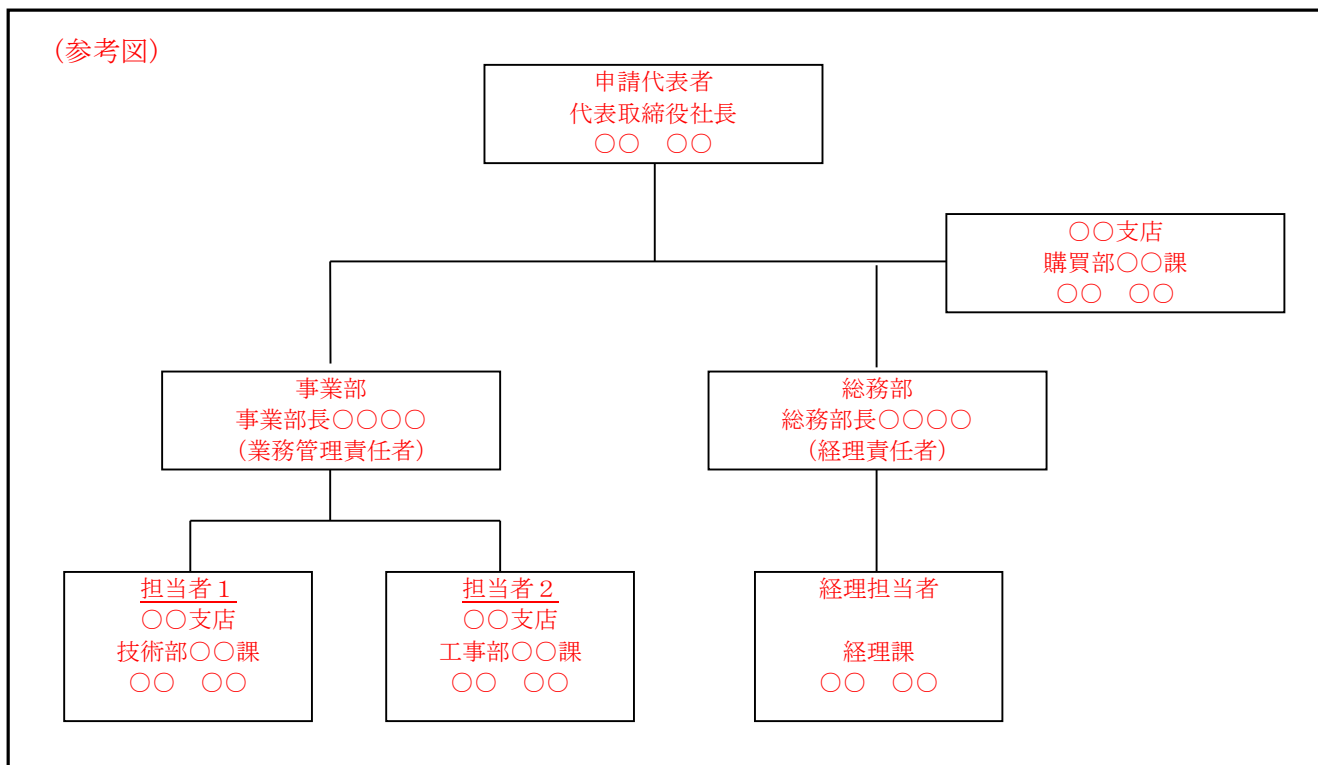 (参考図)
申請代表者
代表取締役社長
○○　○○
○○支店
購買部○○課
○○　○○
事業部
事業部長○○○○
(業務管理責任者)
総務部
総務部長○○○○
(経理責任者)
担当者１
○○支店
技術部○○課
○○　○○
担当者２
○○支店
工事部○○課
○○　○○
経理担当者
経理課
○○　○○